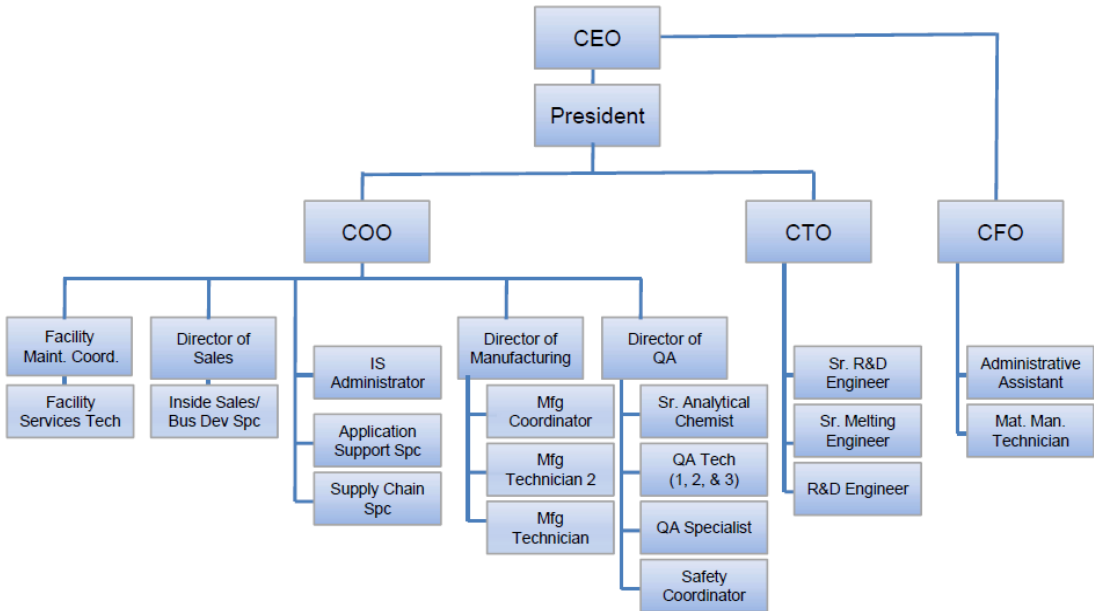 CEO
President
COO
CTO
CFO
Facility
Maint. Coord.
Director of
Sales
Director of
Manufacturing
Director of
QA
IS
Administrator
Sr. R&D
Engineer
Administrative
Assistant
Facility
Services Tech
Inside Sales/
Bus Dev Spc
Mfg
Coordinator
Sr. Analytical
Chemist
Application
Support Spc
Sr. Melting
Engineer
Mat. Man.
Technician
Mfg
Technician 2
QA Tech
(1, 2, & 3)
Supply Chain
Spc
R&D Engineer
Mfg
Technician
QA Specialist
Safety
Coordinator